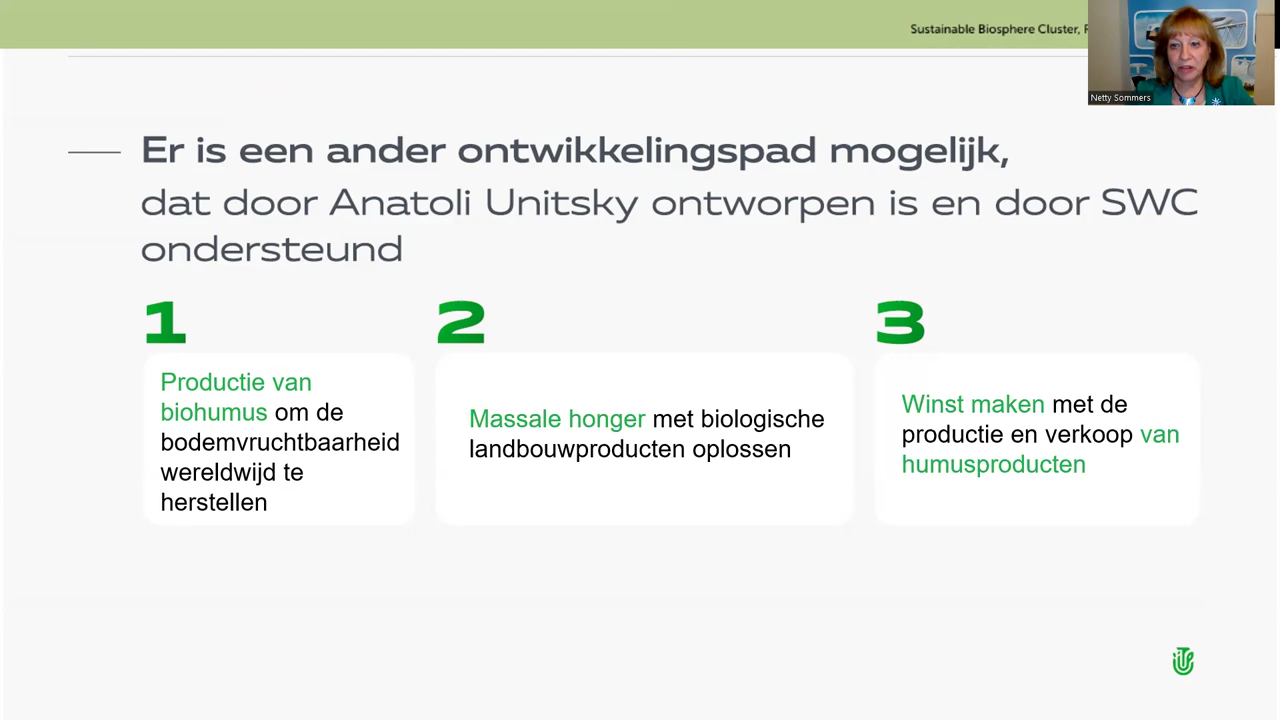 Sustainable Biosphere Cluster,
Netty Sommers
Er is een ander ontwikkelingspad mogelijk,
dat door Anatoli Unitsky ontworpen is en door SWC
ondersteund
1
Productie van
biohumus om de
bodemvruchtbaarheid
wereldwijd te
herstellen
2
Massale honger met biologische
landbouwproducten oplossen
3
Winst maken met de
productie en verkoop van
humusproducten